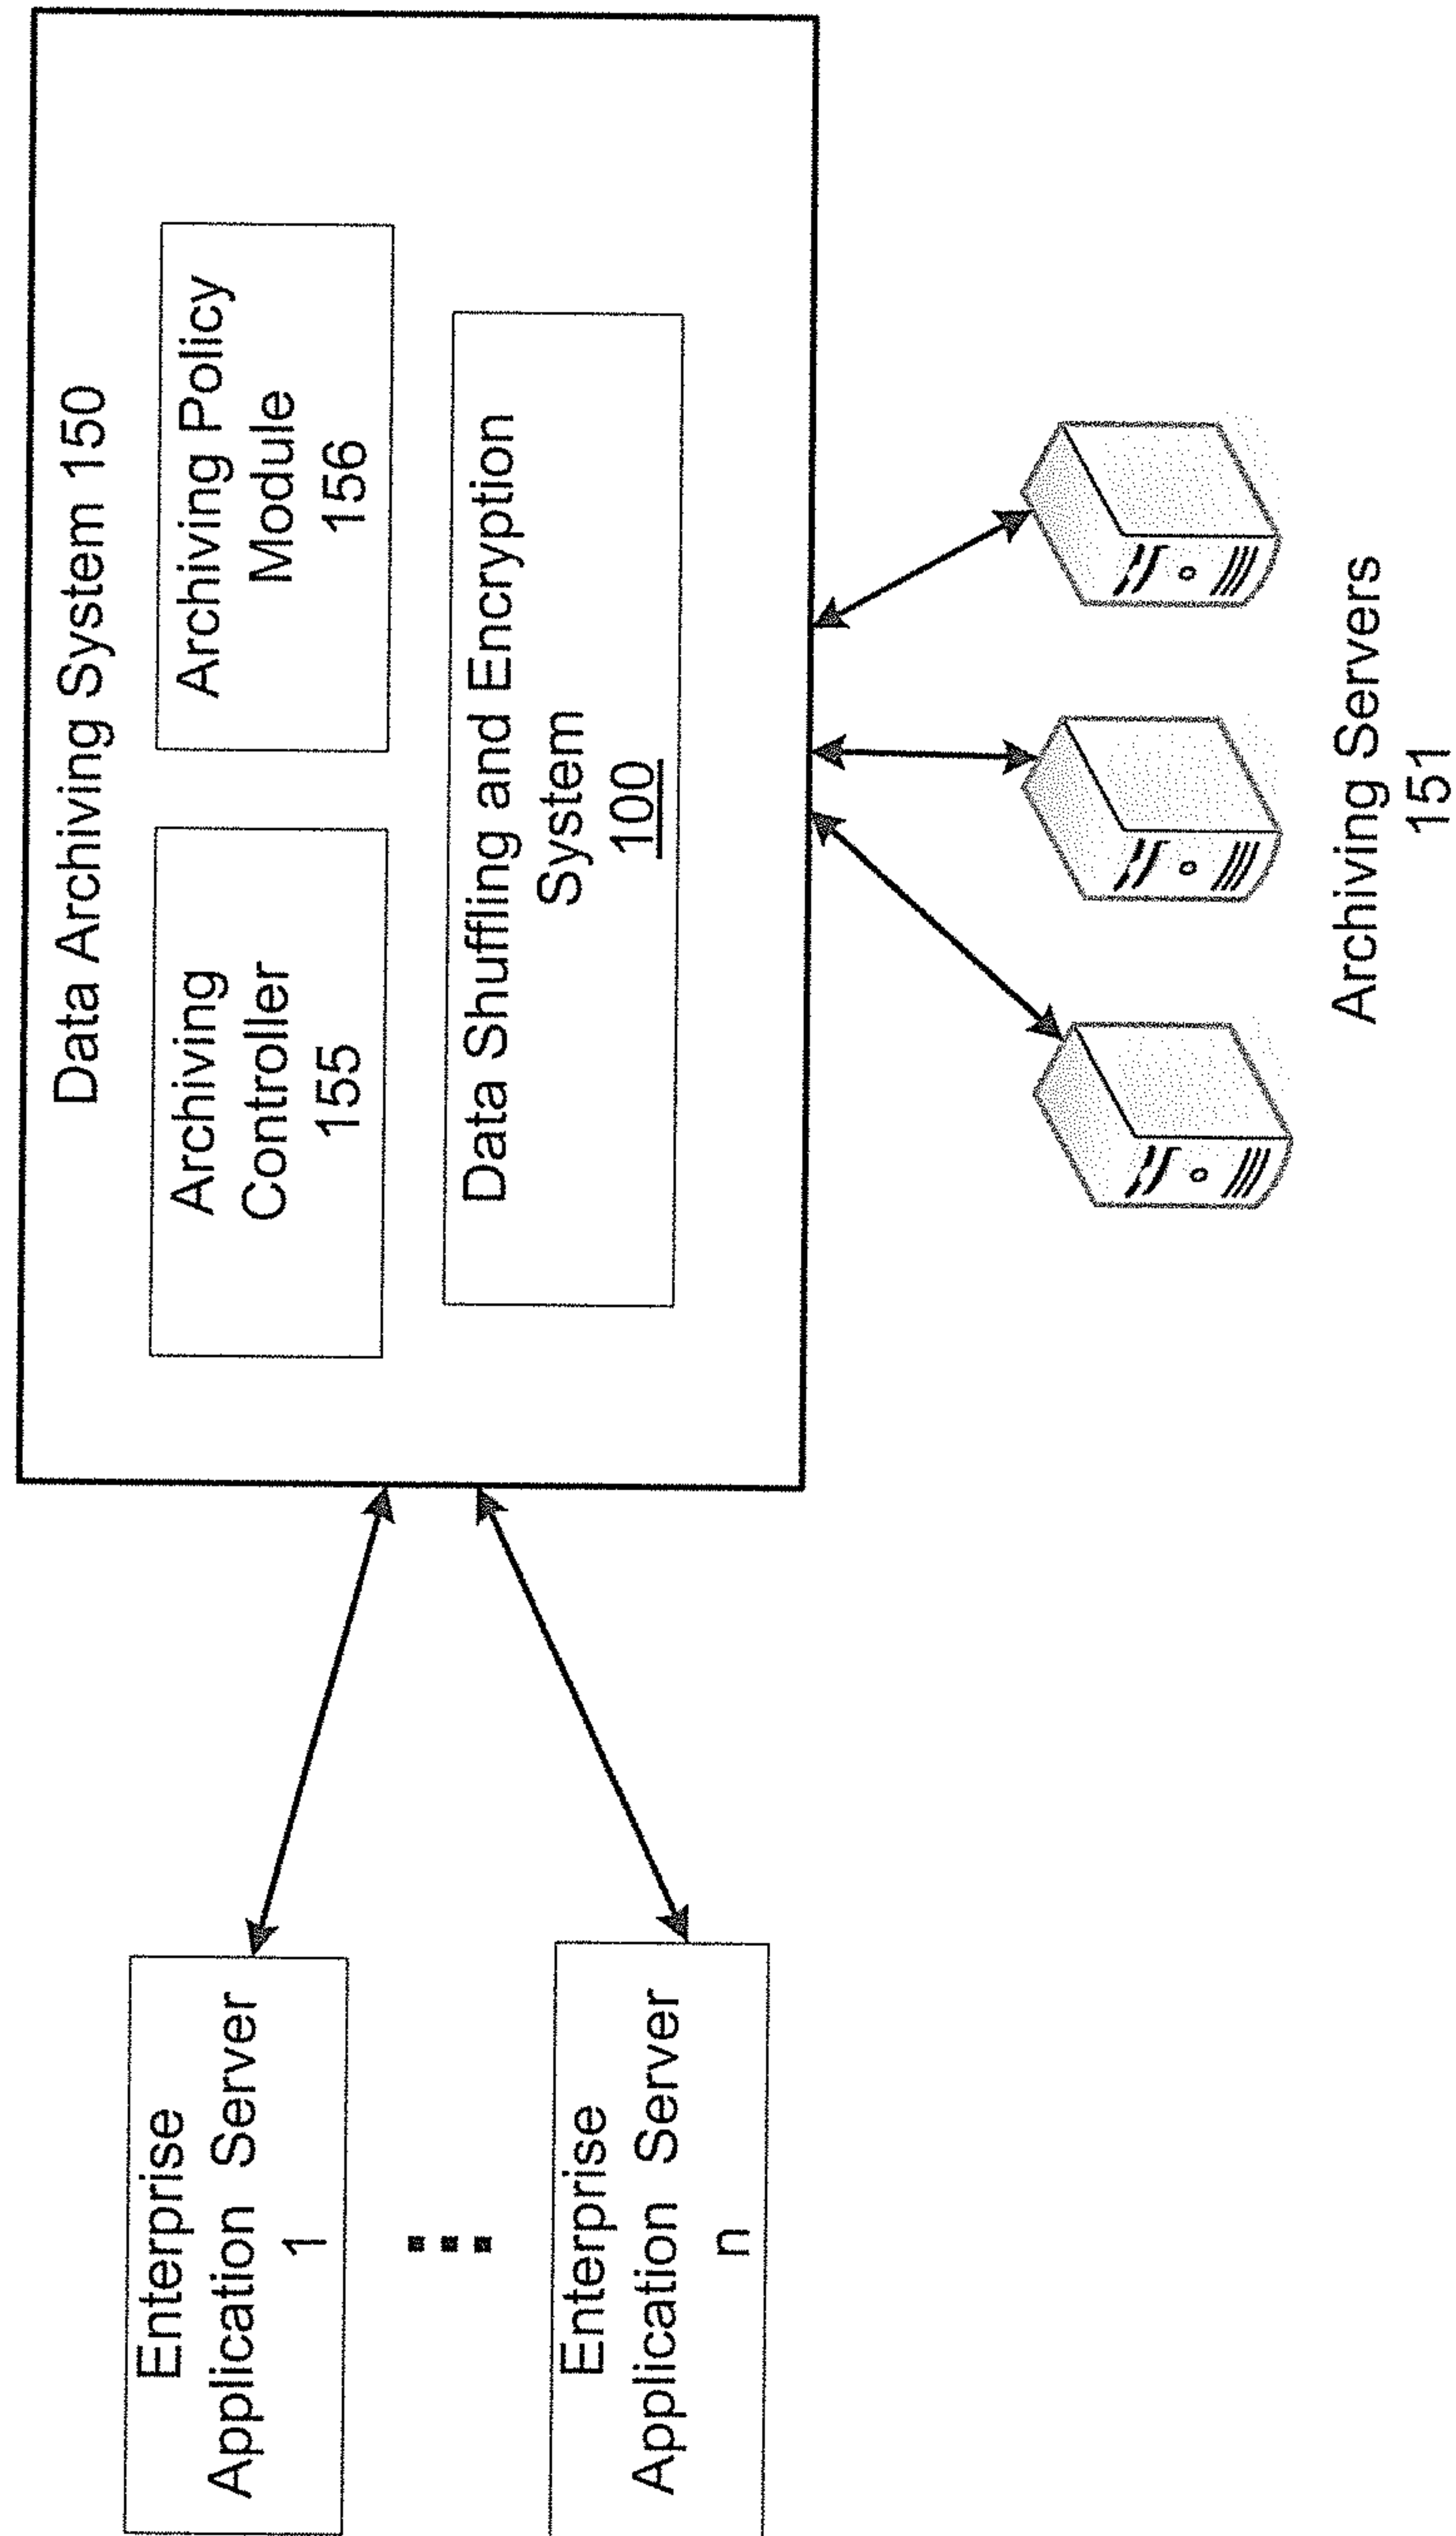 Data Archiving System 150
Archiving
Controller
155
Archiving Policy
Module
156
Data Shuffling and Encryption
System
100
Enterprise
Application Server
1
Enterprise
Application Server
n
Archiving Servers
151